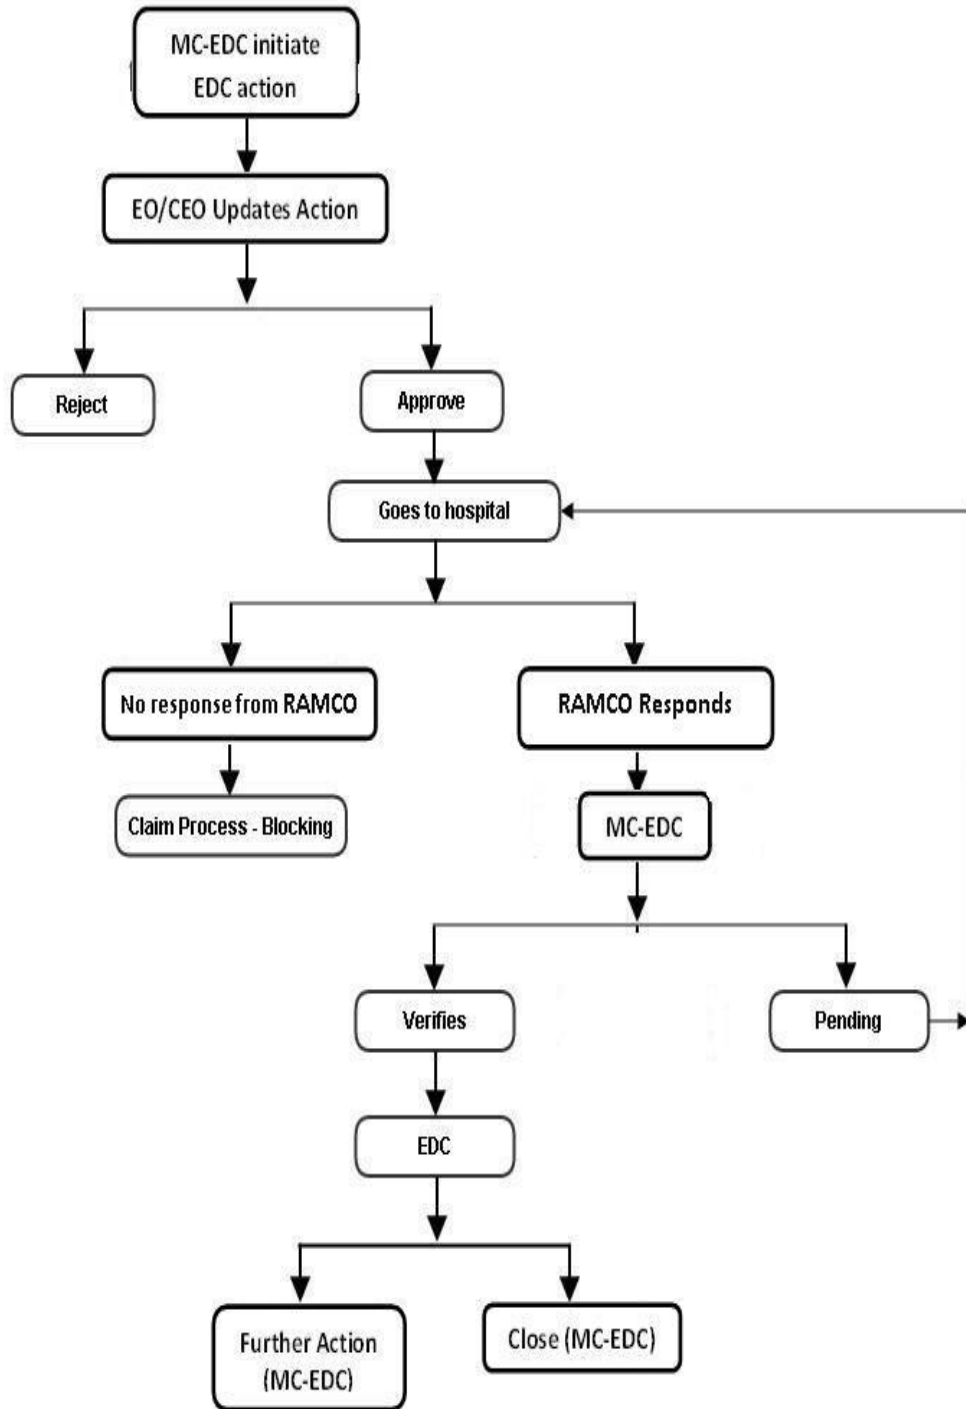 MC-EDC initiate
EDC action
EO/CEO Updates Action
Reject
Approve
Goes to hospital
No response from RAMCO
RAMCO Responds
Claim Process - Blocking
MC-EDC
Verifies
Pending
EDC
Further Action
(MC-EDC)
Close (MC-EDC)